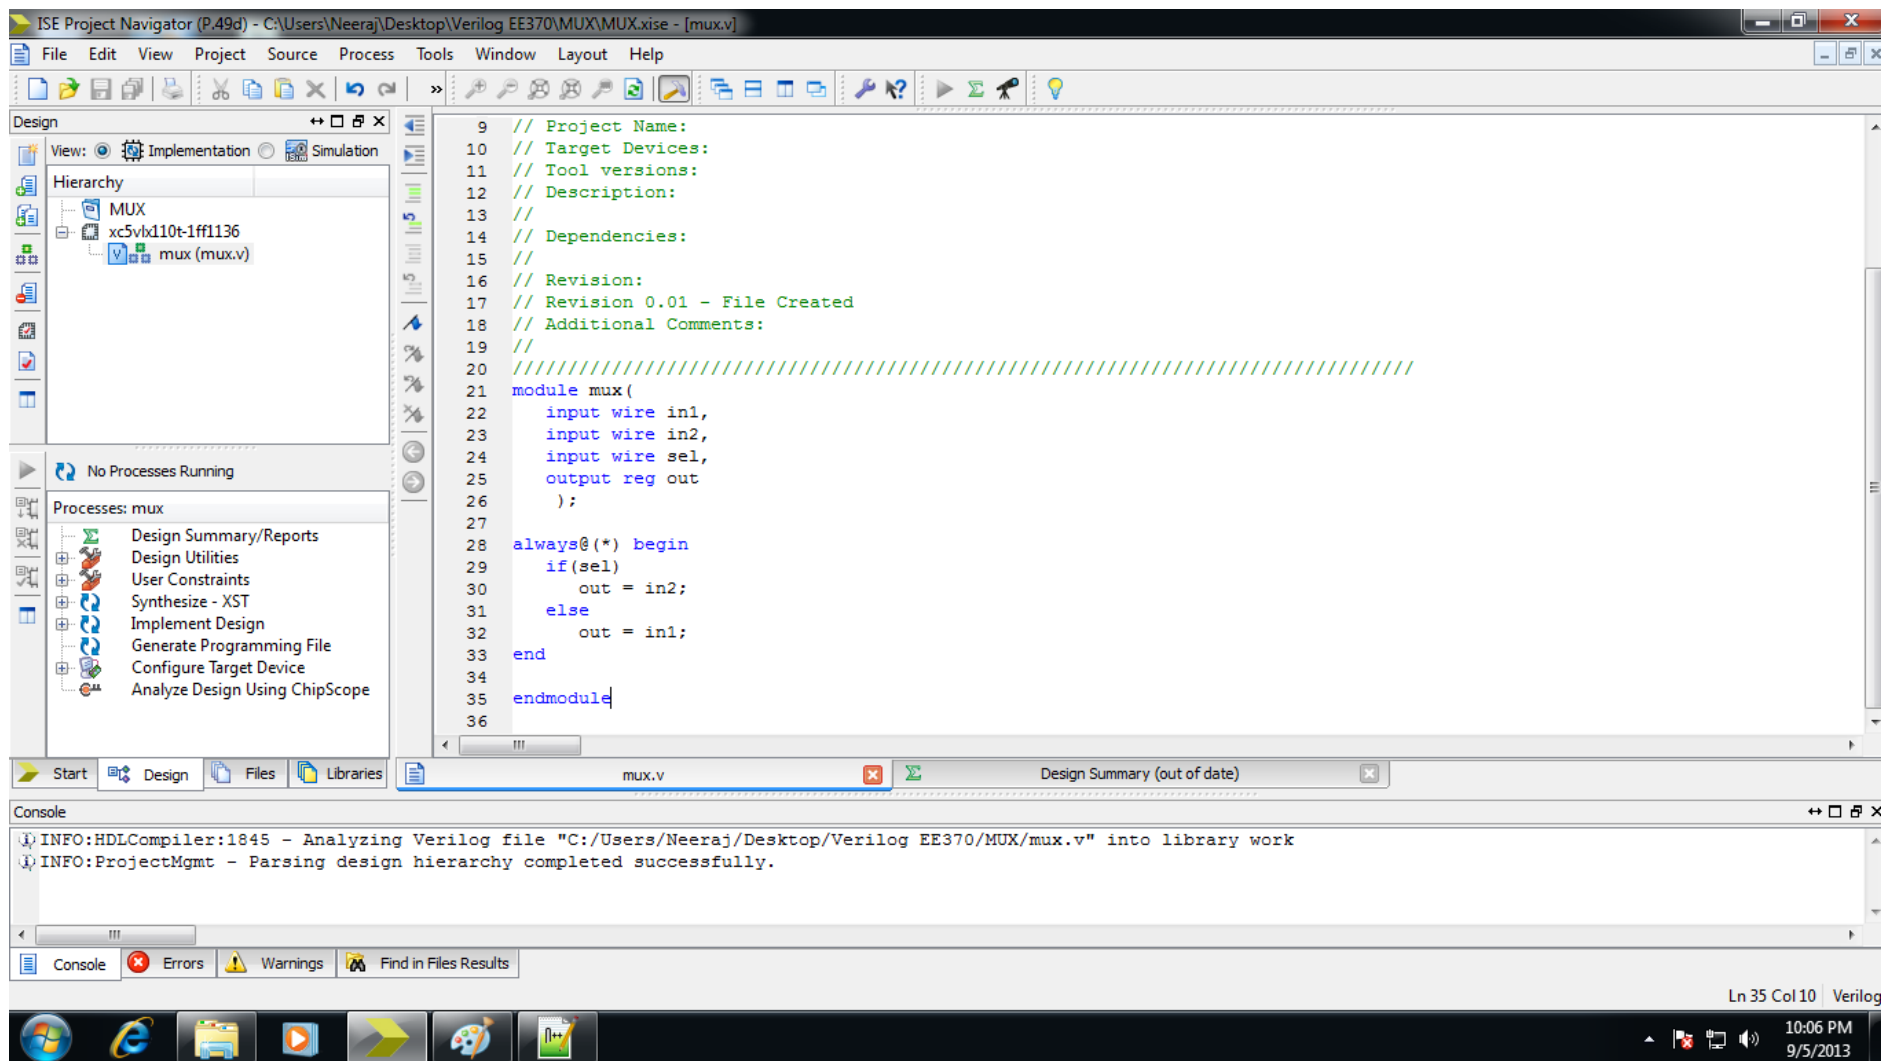 ISE Project Navigator (P.49d) - C:\Users\Neeraj\Desktop\Verilog EE370\MUX\MUX.xise - [mux.v]
File Edit View Project Source Process Tools Window Layout Help
»
Design
View: Implementation Simulation
Hierarchy
MUX
xc5vlx110t-1ff1136
mux (mux.v)
No Processes Running
Processes: mux
Design Summary/Reports
Design Utilities
User Constraints
Synthesize - XST
Implement Design
Generate Programming File
Configure Target Device
Analyze Design Using ChipScope
Start Design Files Libraries
9 // Project Name:
10 // Target Devices:
11 // Tool versions:
12 // Description:
13 //
14 // Dependencies:
15 //
16 // Revision:
17 // Revision 0.01 - File Created
18 // Additional Comments:
19 //
20 //////////////////////////////////////////////////////////////////////////////////
21 module mux(
22 input wire in1,
23 input wire in2,
24 input wire sel,
25 output reg out
26 );
27
28 always@(*) begin
29 if(sel)
30 out = in2;
31 else
32 out = in1;
33 end
34
35 endmodule
36
mux.v Design Summary (out of date)
Console
INFO:HDLCompiler:1845 - Analyzing Verilog file "C:/Users/Neeraj/Desktop/Verilog EE370/MUX/mux.v" into library work
INFO:ProjectMgmt - Parsing design hierarchy completed successfully.
Console Errors Warnings Find in Files Results
Ln 35 Col 10 Verilog
10:06 PM
9/5/2013